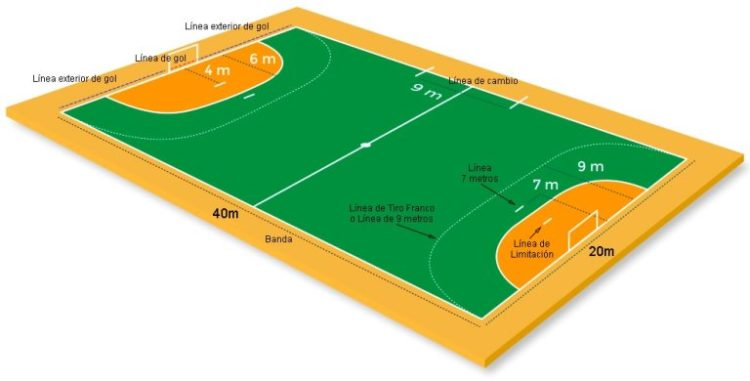 Línea exterior de gol
Línea de gol
6 m
4 m
Línea exterior de gol
Línea de cambio
9 m
Línea
7 metros
9 m
7 m
Línea de Tiro Franco
o Línea de 9 metros
40m
Banda
Línea de
Limitación
20m